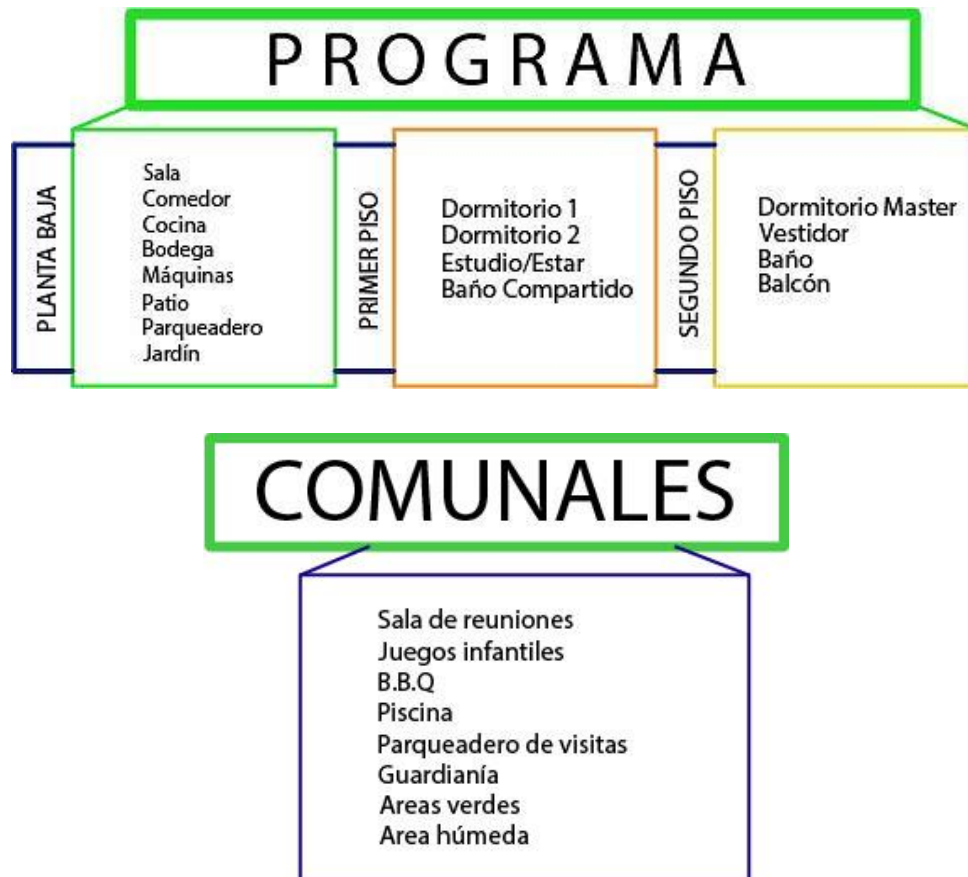 PROGRAMA
PLANTA BAJA
Sala
Comedor
Cocina
Bodega
Máquinas
Patio
Parqueadero
Jardín
PRIMER PISO
Dormitorio 1
Dormitorio 2
Estudio/Estar
Baño Compartido
SEGUNDO PISO
Dormitorio Master
Vestidor
Baño
Balcón
COMUNALES
Sala de reuniones
Juegos infantiles
B.B.Q
Piscina
Parqueadero de visitas
Guardianía
Areas verdes
Area húmeda